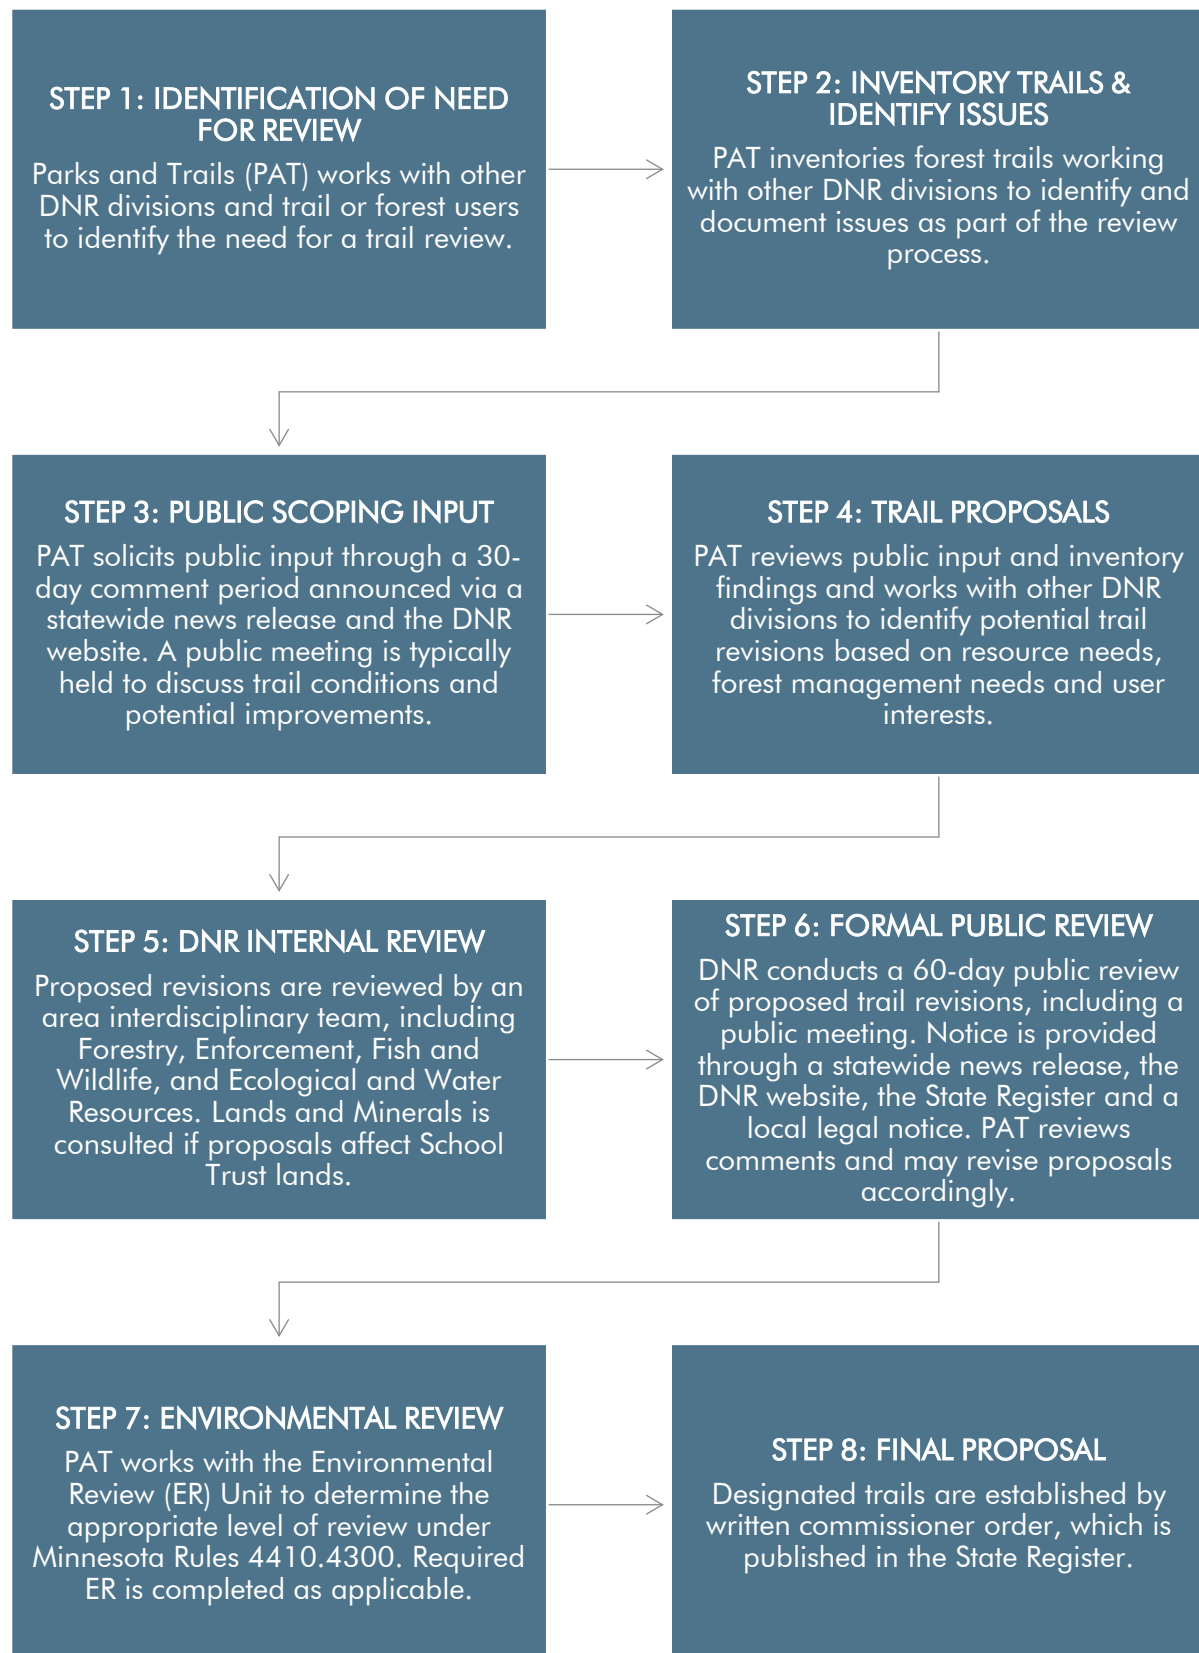 STEP 1: IDENTIFICATION OF NEED
FOR REVIEW
Parks and Trails (PAT) works with other
DNR divisions and trail or forest users
to identify the need for a trail review.
STEP 2: INVENTORY TRAILS &
IDENTIFY ISSUES
PAT inventories forest trails working
with other DNR divisions to identify and
document issues as part of the review
process.
STEP 3: PUBLIC SCOPING INPUT
PAT solicits public input through a 30-
day comment period announced via a
statewide news release and the DNR
website. A public meeting is typically
held to discuss trail conditions and
potential improvements.
STEP 4: TRAIL PROPOSALS
PAT reviews public input and inventory
findings and works with other DNR
divisions to identify potential trail
revisions based on resource needs,
forest management needs and user
interests.
STEP 5: DNR INTERNAL REVIEW
Proposed revisions are reviewed by an
area interdisciplinary team, including
Forestry, Enforcement, Fish and
Wildlife, and Ecological and Water
Resources. Lands and Minerals is
consulted if proposals affect School
Trust lands.
STEP 6: FORMAL PUBLIC REVIEW
DNR conducts a 60-day public review
of proposed trail revisions, including a
public meeting. Notice is provided
through a statewide news release, the
DNR website, the State Register and a
local legal notice. PAT reviews
comments and may revise proposals
accordingly.
STEP 7: ENVIRONMENTAL REVIEW
PAT works with the Environmental
Review (ER) Unit to determine the
appropriate level of review under
Minnesota Rules 4410.4300. Required
ER is completed as applicable.
STEP 8: FINAL PROPOSAL
Designated trails are established by
written commissioner order, which is
published in the State Register.